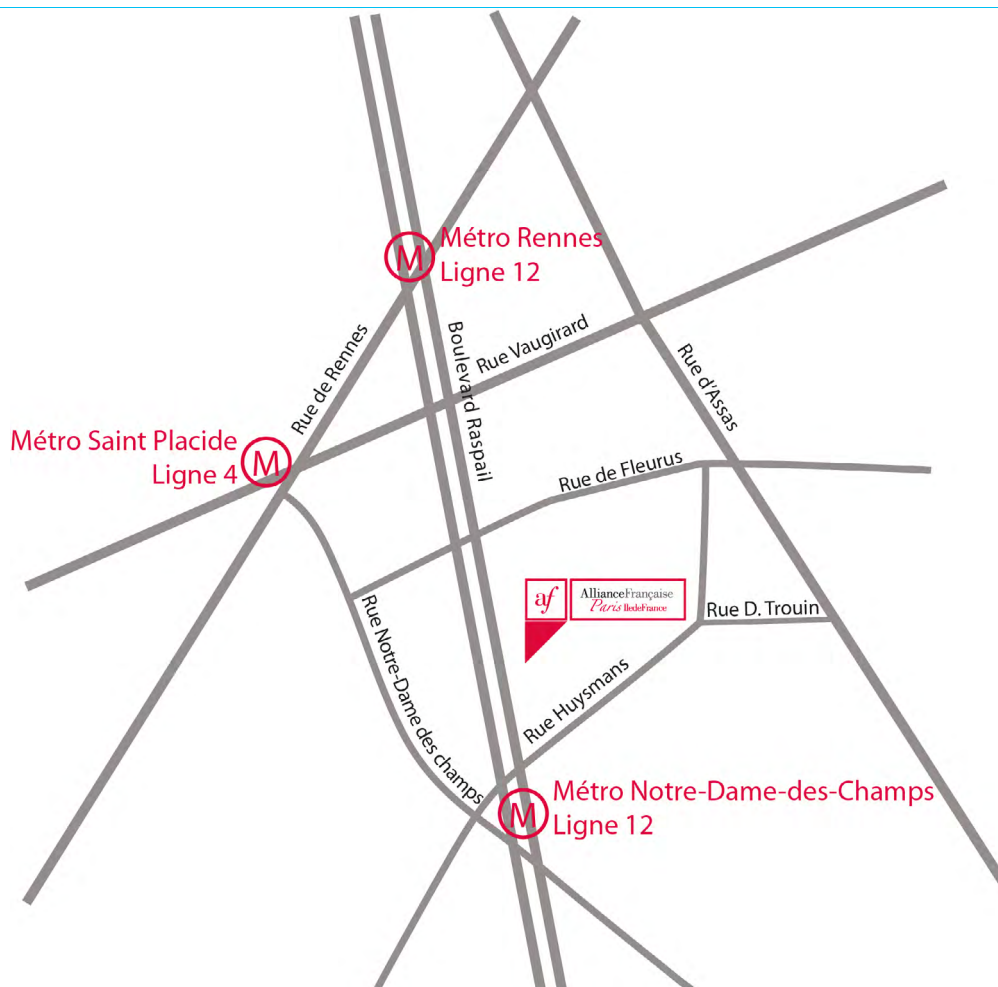 M
Métro Rennes
Ligne 12
Rue de Rennes
Boulevard Raspail
Rue Vaugirard
Rue d'Assas
Métro Saint Placide
Ligne 4
M
Rue de Fleurus
af
AllianceFrançaise
Paris IledeFrance
Rue D. Trouin
Rue Notre-Dame des champs
Rue Huysmans
M
Métro Notre-Dame-des-Champs
Ligne 12